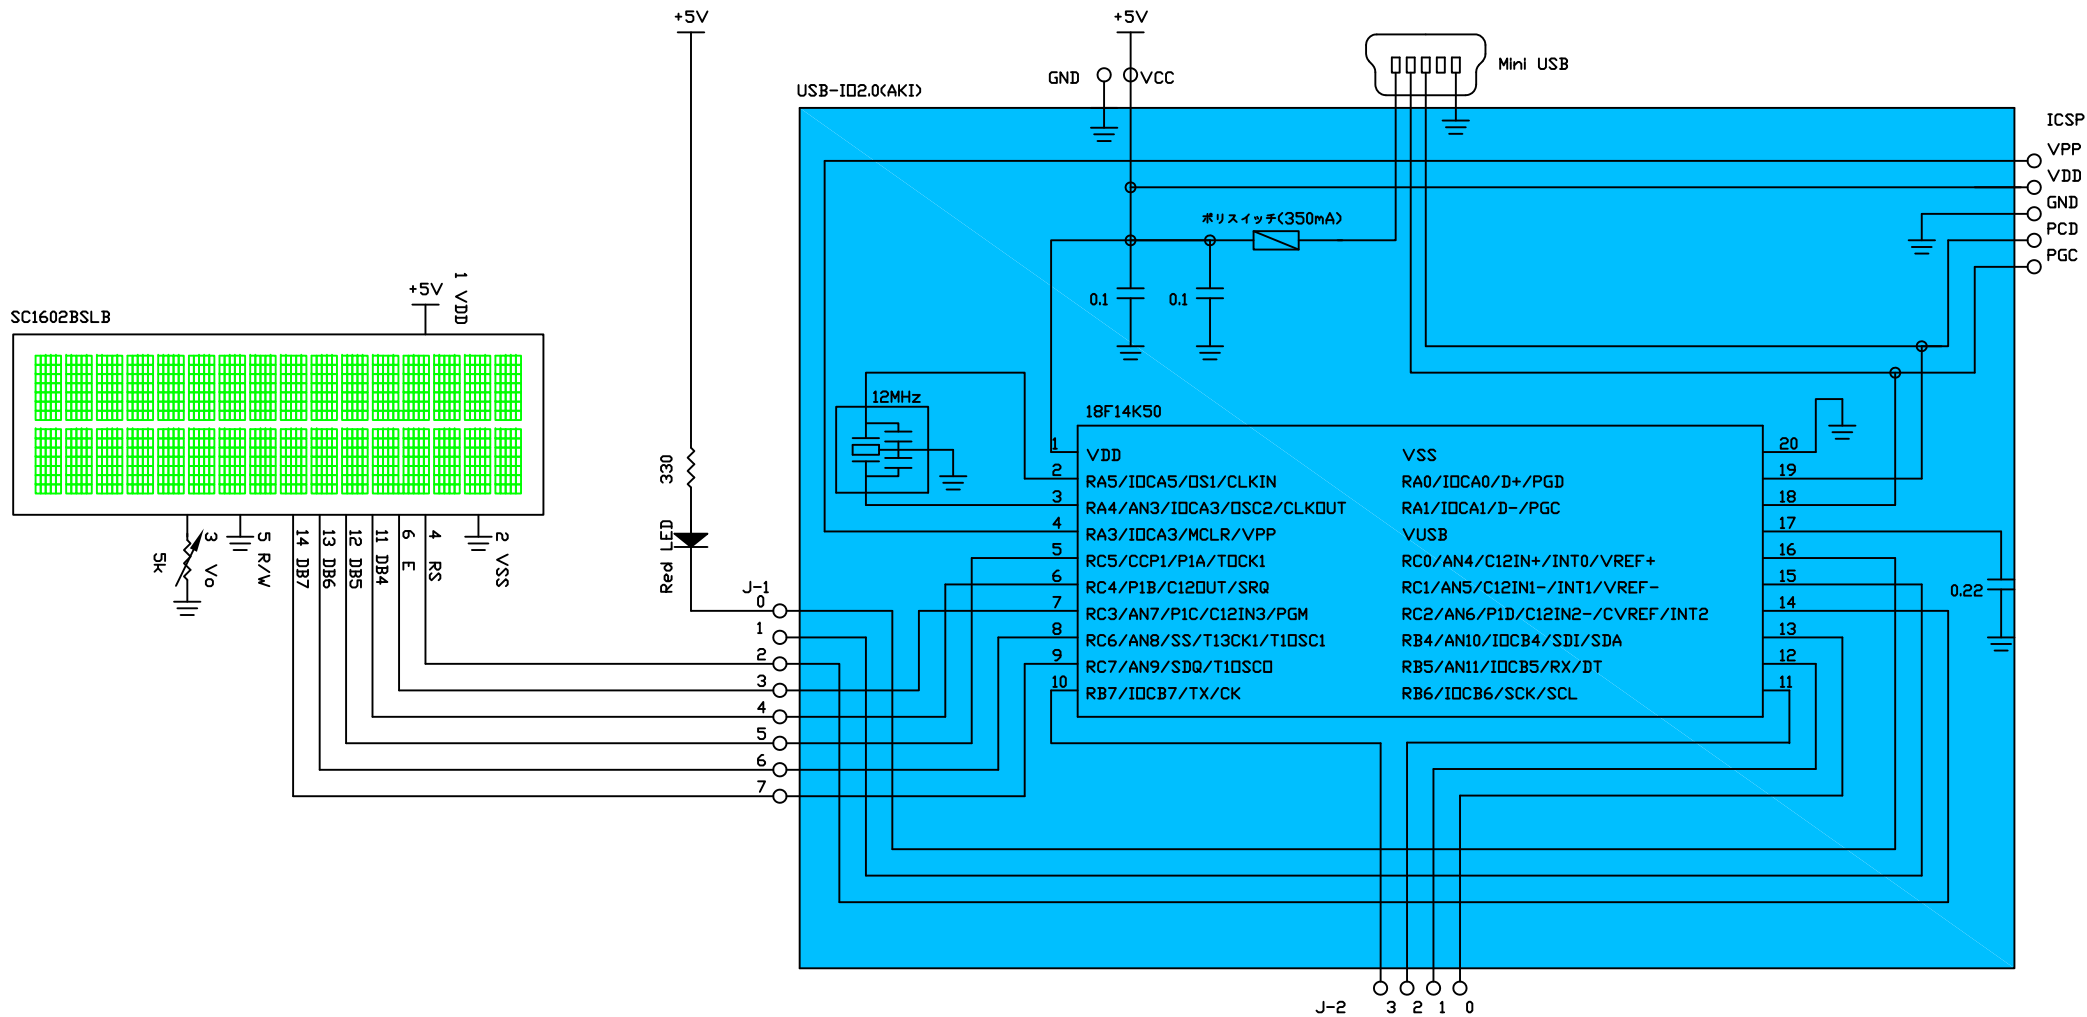 +5V
+5V
GND
VCC
Mini USB
USB-IO2.0(AKI)
ICSP
VPP
VDD
GND
PCD
PGC
ポリスイッチ(350mA)
0.1
0.1
+5V
1 VDD
SC1602BSLB
12MHz
18F14K50
1
VDD
VSS
20
2
RA5/IOCA5/OS1/CLKIN
RA0/IOCA0/D+/PGD
19
3
RA4/AN3/IOCA3/OSC2/CLKOUT
RA1/IOCA1/D-/PGC
18
4
RA3/IOCA3/MCLR/VPP
VUSB
17
5
RC5/CCP1/P1A/TOCK1
RC0/AN4/C12IN+/INT0/VREF+
16
6
RC4/P1B/C12OUT/SRQ
RC1/AN5/C12IN1-/INT1/VREF-
15
7
RC3/AN7/P1C/C12IN3/PGM
RC2/AN6/P1D/C12IN2-/CVREF/INT2
14
8
RC6/AN8/SS/T13CK1/T1OSC1
RB4/AN10/IOCB4/SDI/SDA
13
9
RC7/AN9/SDO/T1OSCO
RB5/AN11/IOCB5/RX/DT
12
10
RB7/IOCB7/TX/CK
RB6/IOCB6/SCK/SCL
11
0.22
330
Red LED
5k
3 Vo
5 R/W
14 DB7
13 DB6
12 DB5
11 DB4
6 E
4 RS
2 VSS
J-1
0
1
2
3
4
5
6
7
J-2 3 2 1 0